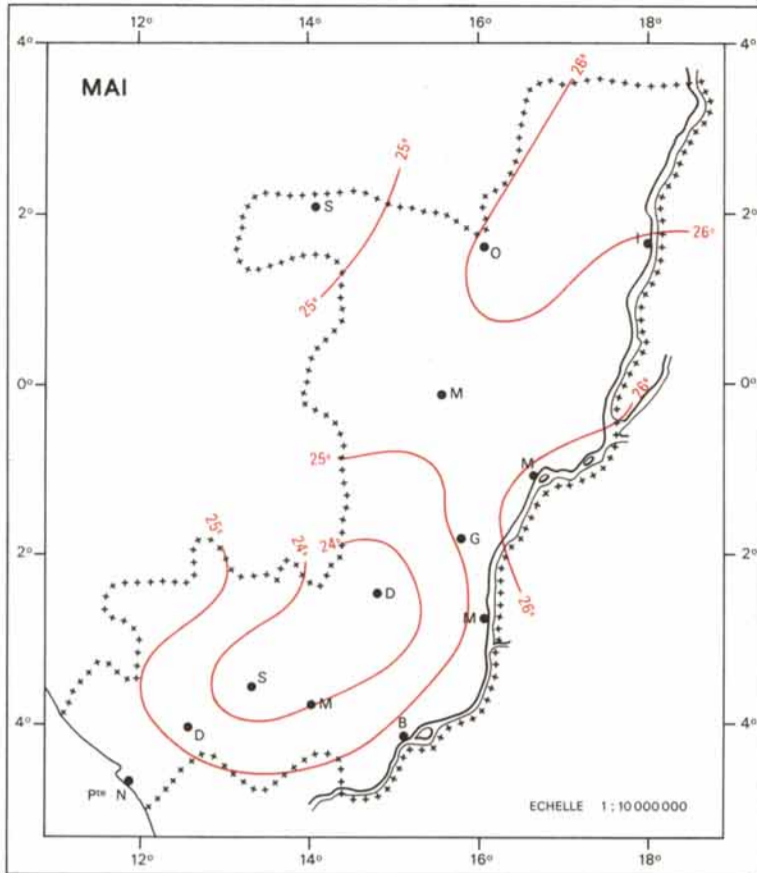 12° 14° 16° 18°
4° 4°
MAI
26°
25°
2° S 2°
O I 26°
25°
0° M 0°
26°
25° M
25° 24° 24° G
2° 2°
D
26°
M
S
M
4° D B 4°
Pte N
ECHELLE 1 : 10 000 000
12° 14° 16° 18°